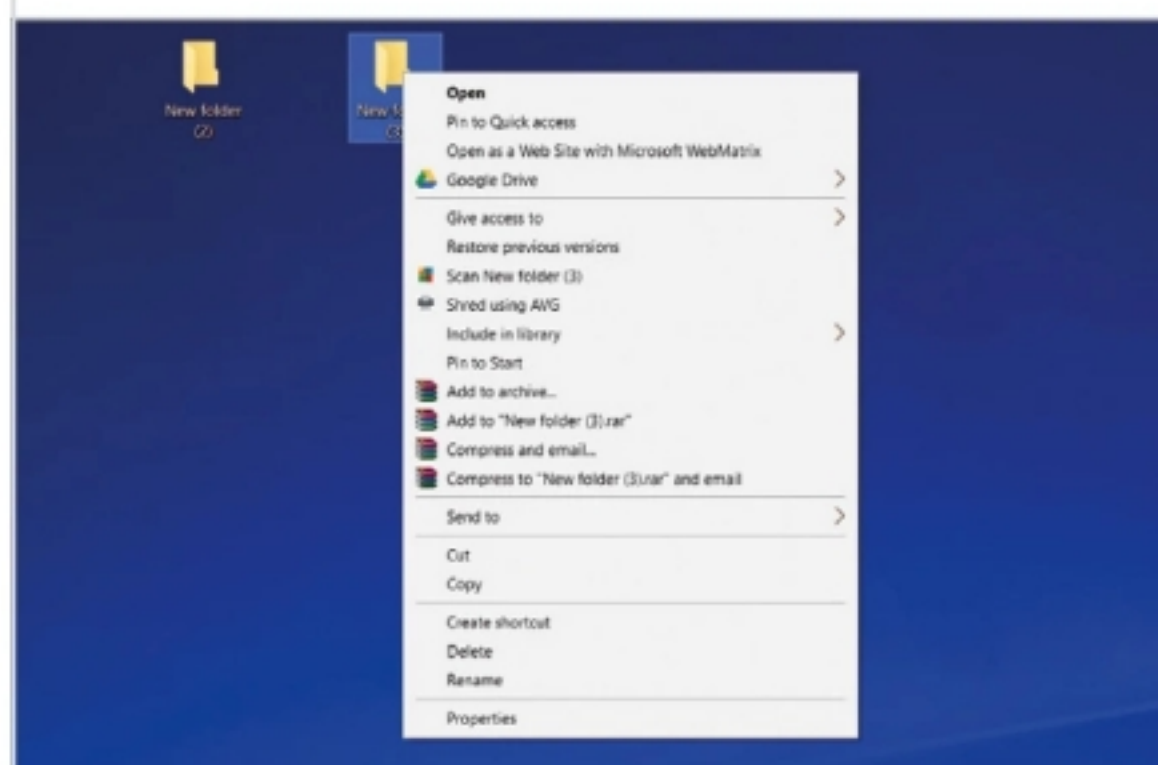 New folder
(2)
New fo
(3
Open
Pin to Quick access
Open as a Web Site with Microsoft WebMatrix
Google Drive
Give access to
Restore previous versions
Scan New folder (3)
Shred using AVG
Include in library
Pin to Start
Add to archive...
Add to "New folder (3).rar"
Compress and email...
Compress to "New folder (3).rar" and email
Send to
Cut
Copy
Create shortcut
Delete
Rename
Properties